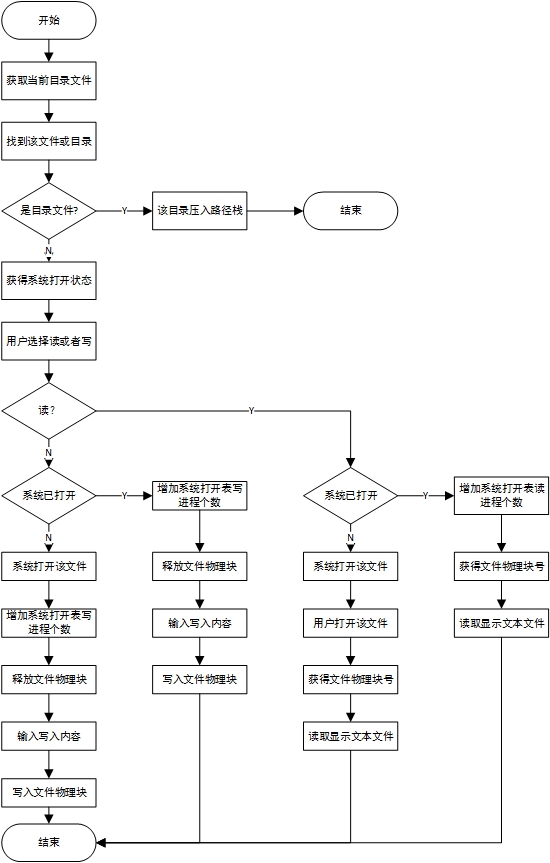 开始
获取当前目录文件
找到该文件或目录
是目录文件?
Y
该目录压入路径栈
结束
N
获得系统打开状态
用户选择读或者写
读?
Y
N
系统已打开
Y
增加系统打开表写
进程个数
系统已打开
Y
增加系统打开表读
进程个数
N
N
系统打开该文件
释放文件物理块
系统打开该文件
获得文件物理块号
增加系统打开表写
进程个数
输入写入内容
用户打开该文件
读取显示文本文件
释放文件物理块
写入文件物理块
获得文件物理块号
输入写入内容
读取显示文本文件
写入文件物理块
结束